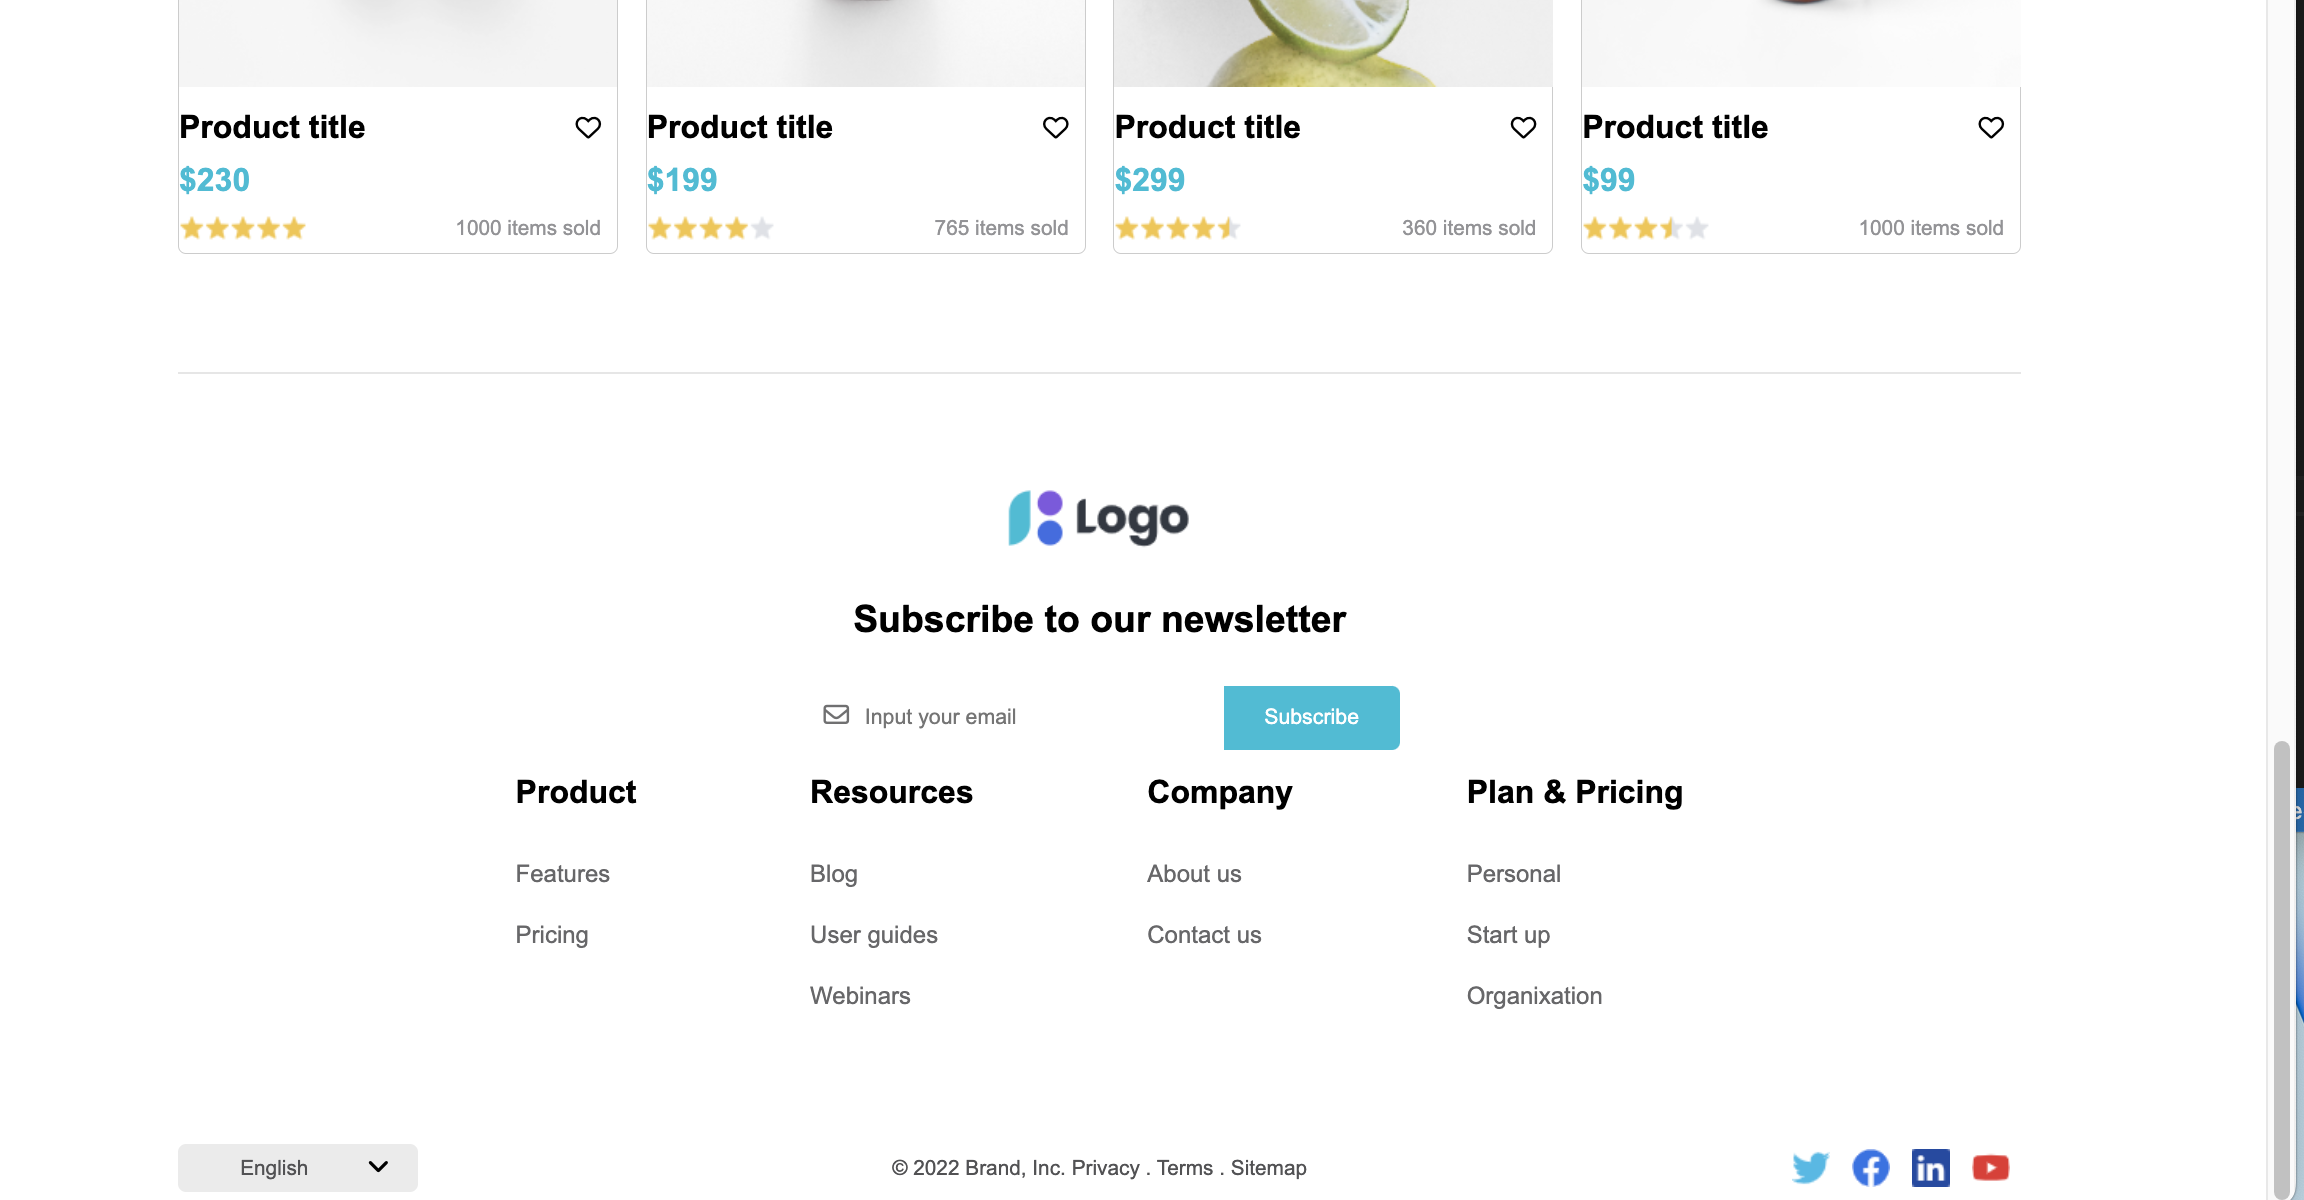 Product title
Product title
Product title
Product title
$230
$199
$299
$99
1000 items sold
765 items sold
360 items sold
1000 items sold
Logo
Subscribe to our newsletter
Input your email
Subscribe
Product
Resources
Company
Plan & Pricing
Features
Blog
About us
Personal
Pricing
User guides
Contact us
Start up
Webinars
Organixation
English
© 2022 Brand, Inc. Privacy . Terms . Sitemap
in